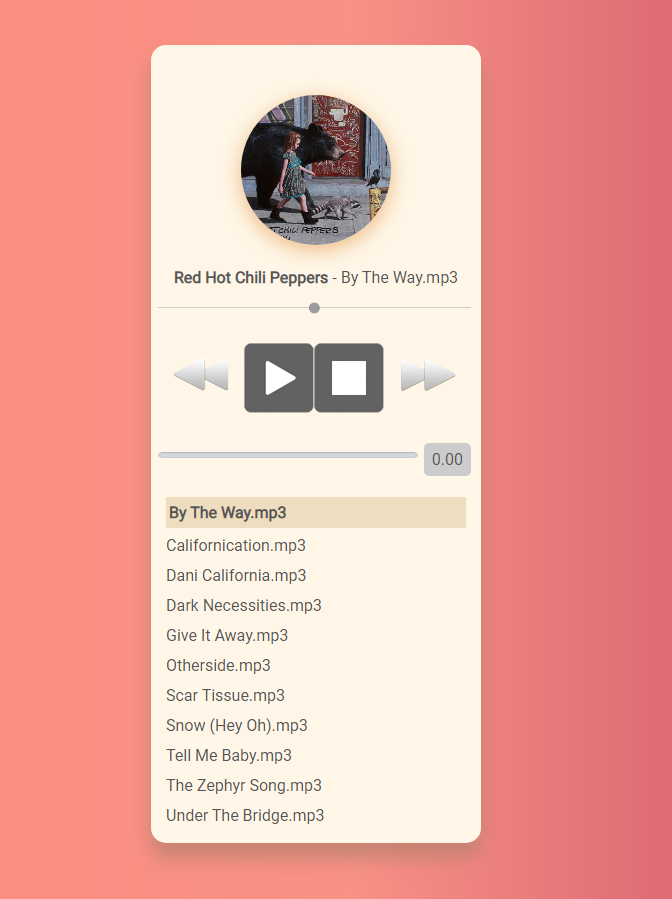 CHILI PEPPERS
Red Hot Chili Peppers - By The Way.mp3
0.00
By The Way.mp3
Californication.mp3
Dani California.mp3
Dark Necessities.mp3
Give It Away.mp3
Otherside.mp3
Scar Tissue.mp3
Snow (Hey Oh).mp3
Tell Me Baby.mp3
The Zephyr Song.mp3
Under The Bridge.mp3